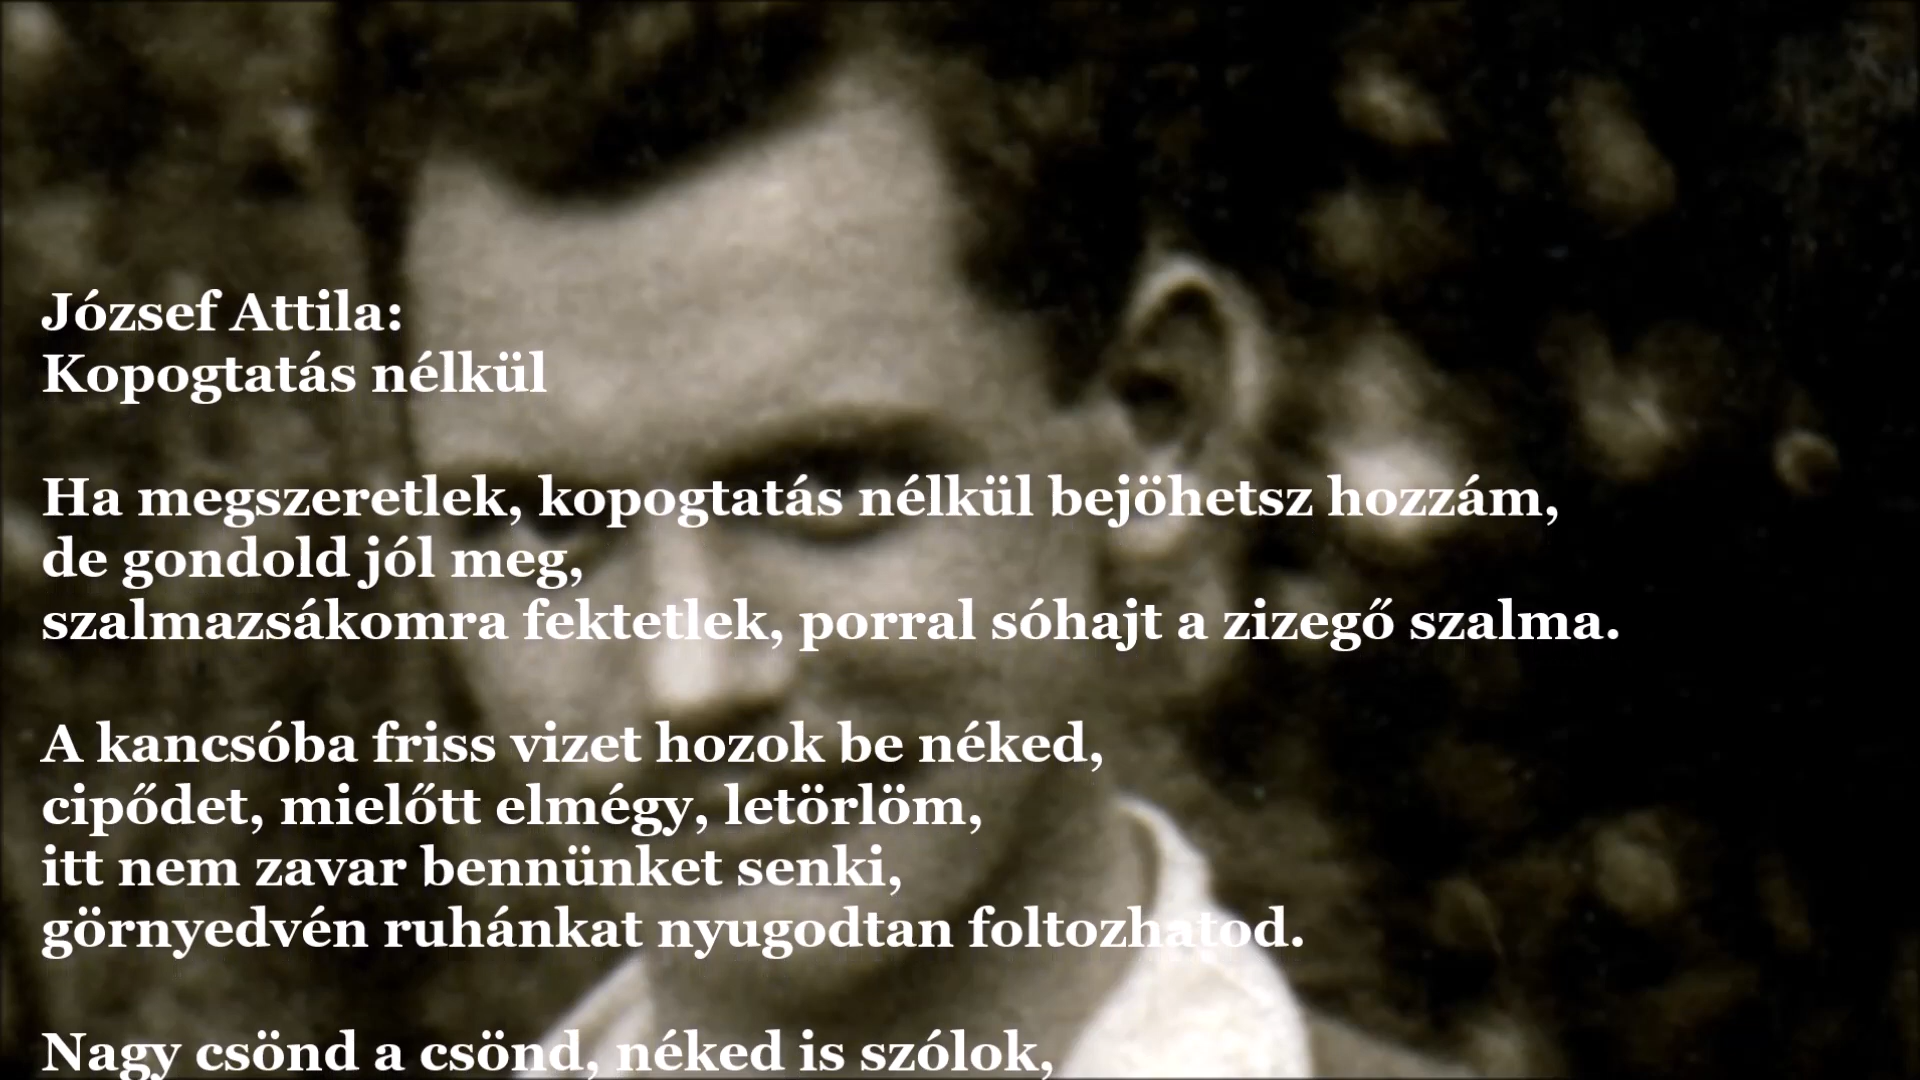 József Attila:
Kopogtatás nélkül
Ha megszeretlek, kopogtatás nélkül bejöhetsz hozzám,
de gondold jól meg,
szalmazsákomra fektetlek, porral sóhajt a zizegő szalma.
A kancsóba friss vizet hozok be néked,
cipődet, mielőtt elmégy, letörlöm,
itt nem zavar bennünket senki,
görnyedvén ruhánkat nyugodtan foltozhatod.
Nagy csönd a csönd, néked is szólok,